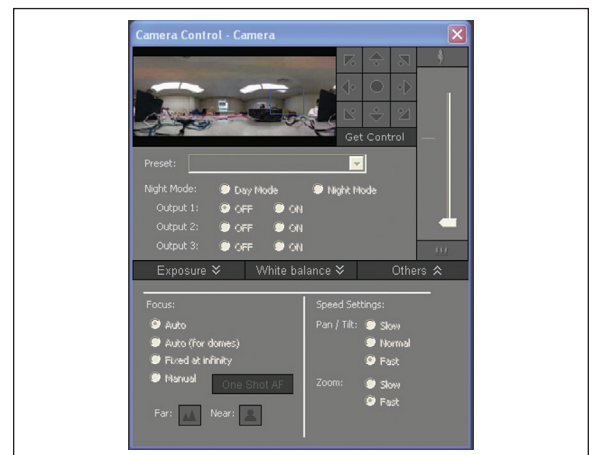 Camera Control - Camera
Get Control
Preset:
Night Mode: Day Mode Night Mode
Output 1: OFF ON
Output 2: OFF ON
Output 3: OFF ON
Exposure White balance Others
Focus:
Auto
Auto (for domes)
Fixed at infinity
Manual One Shot AF
Far: Near:
Speed Settings:
Pan / Tilt: Slow
Normal
Fast
Zoom: Slow
Fast